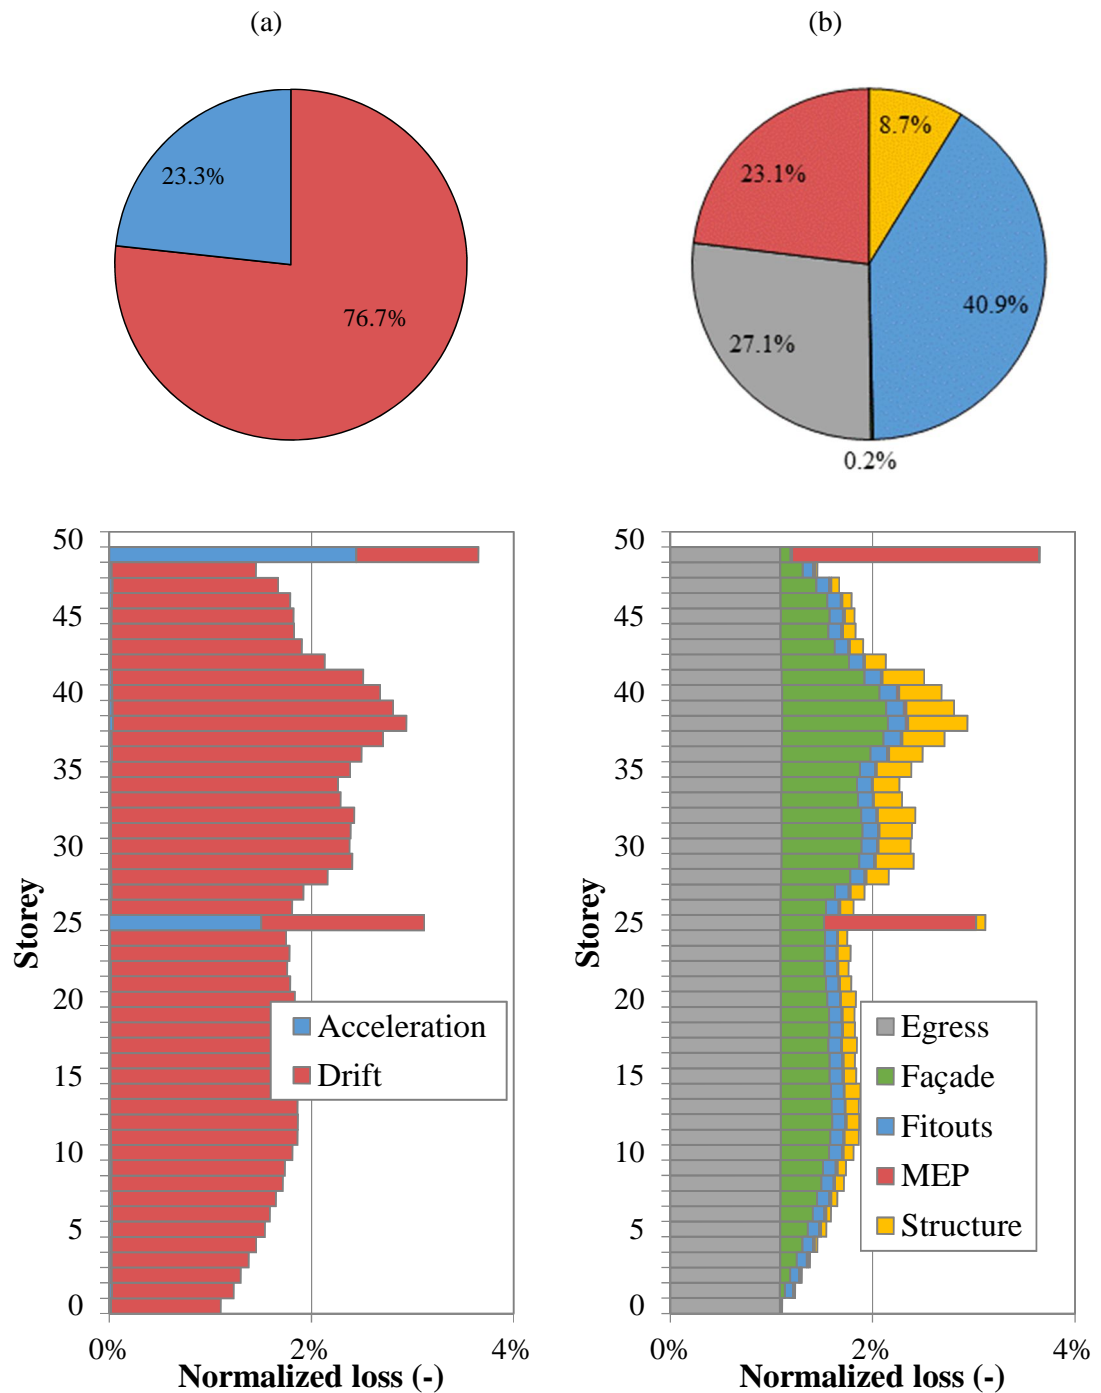 (a)
(b)
23.3%
76.7%
8.7%
23.1%
40.9%
27.1%
0.2%
50
45
40
35
30
25
20
15
10
5
0
Storey
Acceleration
Drift
0%
2%
4%
Normalized loss (-)
50
45
40
35
30
25
20
15
10
5
0
Storey
Egress
Façade
Fitouts
MEP
Structure
0%
2%
4%
Normalized loss (-)